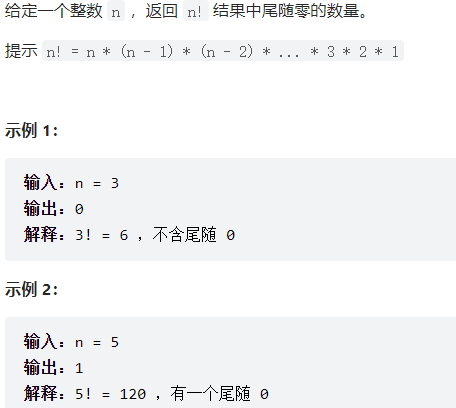 给定一个整数 n ，返回 n! 结果中尾随零的数量。
提示 n! = n * (n - 1) * (n - 2) * ... * 3 * 2 * 1
示例 1：
输入：n = 3
输出：0
解释：3! = 6 ，不含尾随 0
示例 2：
输入：n = 5
输出：1
解释：5! = 120 ，有一个尾随 0